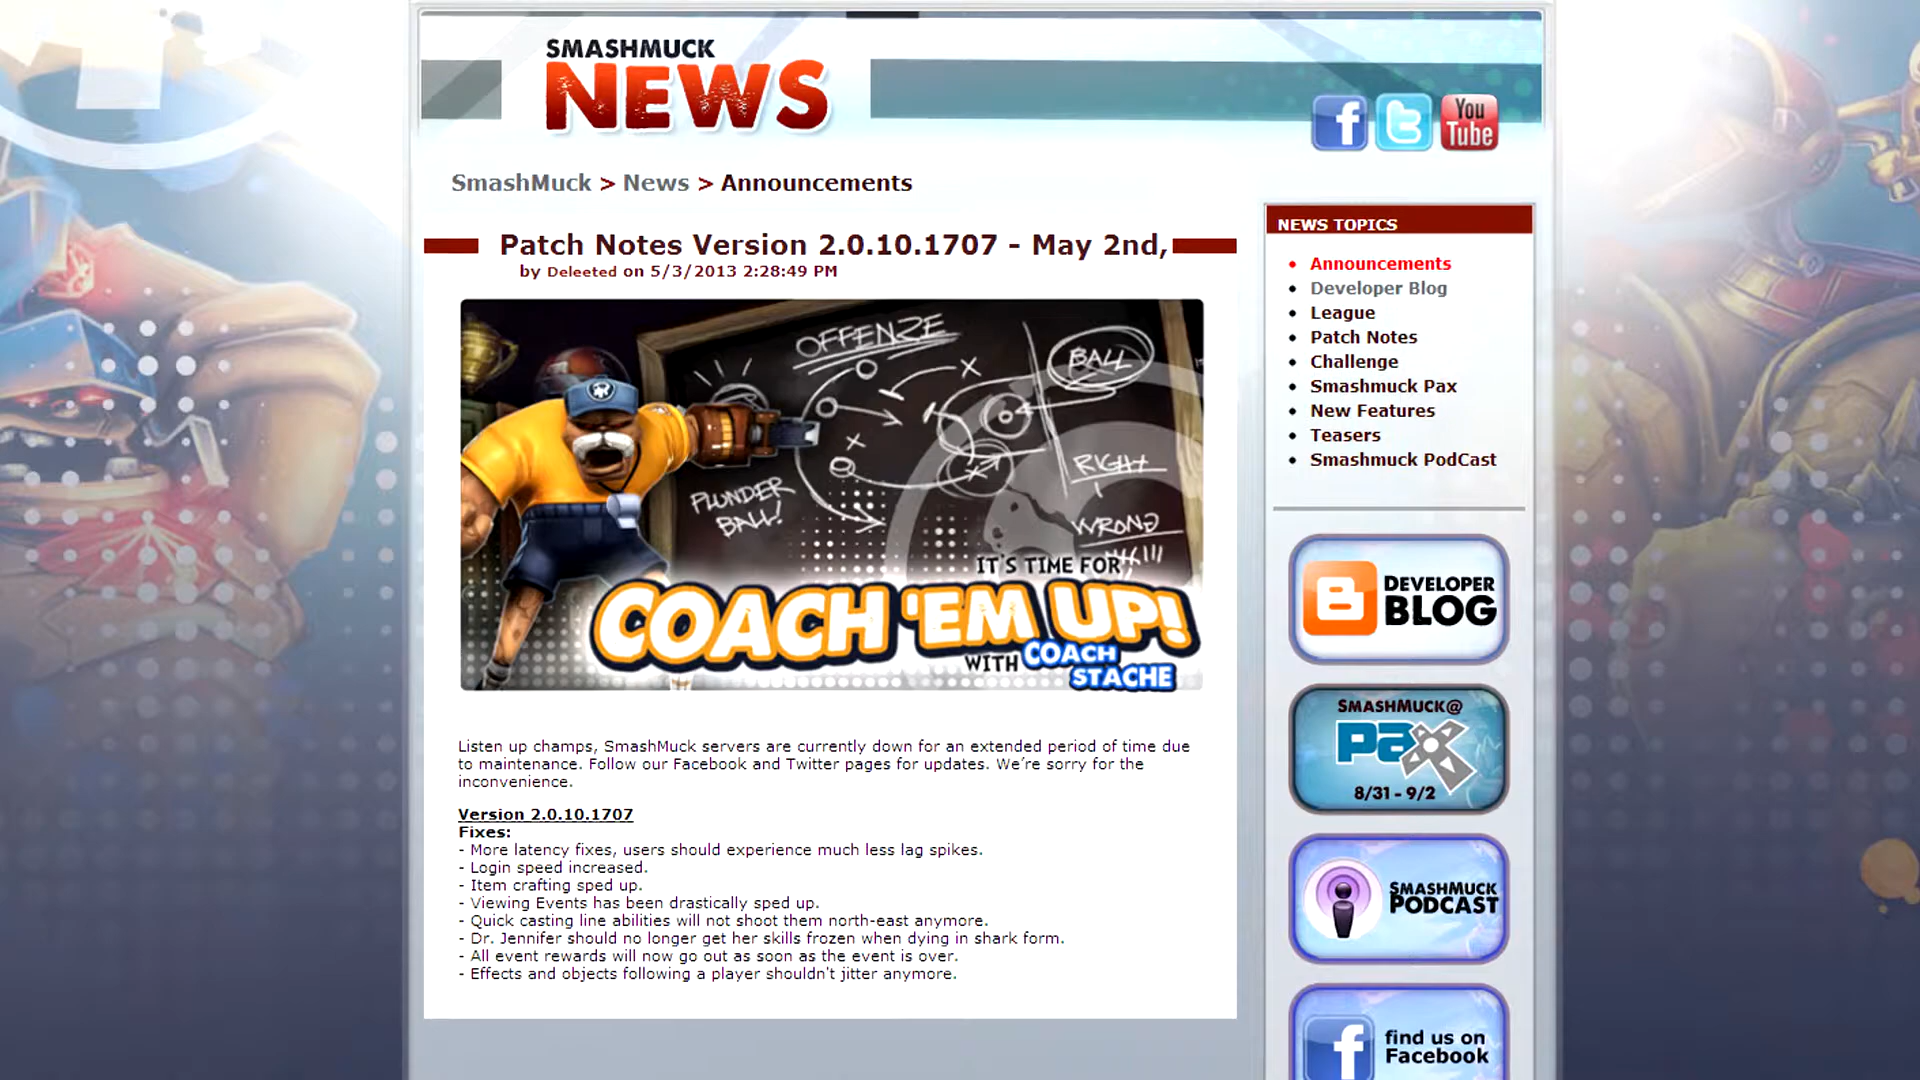 SMASHMUCK
NEWS
You
Tube
SmashMuck > News > Announcements
Patch Notes Version 2.0.10.1707 - May 2nd,
by Deleeted on 5/3/2013 2:28:49 PM
OFFENZE
BALL
RIGHT
PLUNDER
BALL!
WRONG
IT'S TIME FOR
COACH 'EM UP!
WITH COACH
STACHE
Listen up champs, SmashMuck servers are currently down for an extended period of time due
to maintenance. Follow our Facebook and Twitter pages for updates. We’re sorry for the
inconvenience.
Version 2.0.10.1707
Fixes:
- More latency fixes, users should experience much less lag spikes.
- Login speed increased.
- Item crafting sped up.
- Viewing Events has been drastically sped up.
- Quick casting line abilities will not shoot them north-east anymore.
- Dr. Jennifer should no longer get her skills frozen when dying in shark form.
- All event rewards will now go out as soon as the event is over.
- Effects and objects following a player shouldn't jitter anymore.
NEWS TOPICS
• Announcements
• Developer Blog
• League
• Patch Notes
• Challenge
• Smashmuck Pax
• New Features
• Teasers
• Smashmuck PodCast
DEVELOPER
BLOG
SMASHMUCK@
PAX
8/31 - 9/2
SMASHMUCK
PODCAST
find us on
Facebook